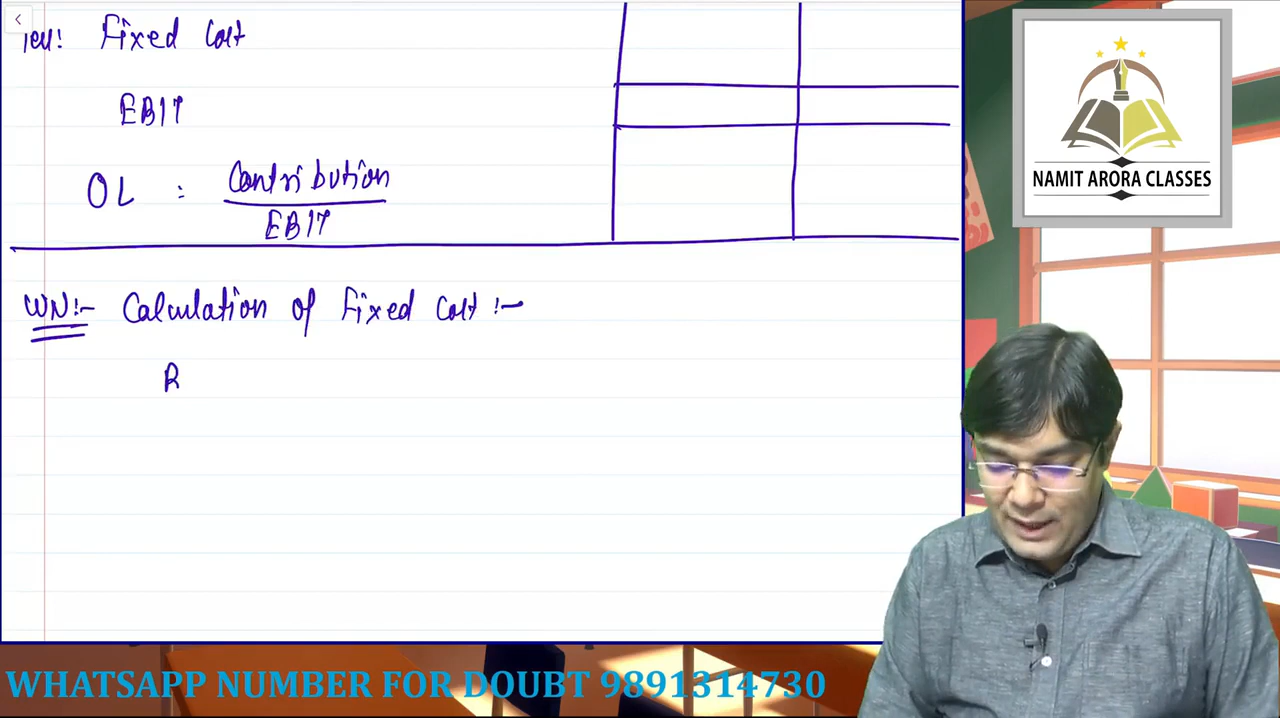 Less: Fixed Cost
EBIT
OL = Contribution
EBIT
WN:- Calculation of Fixed Cost :-
B
NAMIT ARORA CLASSES
WHATSAPP NUMBER FOR DOUBT 9891314730